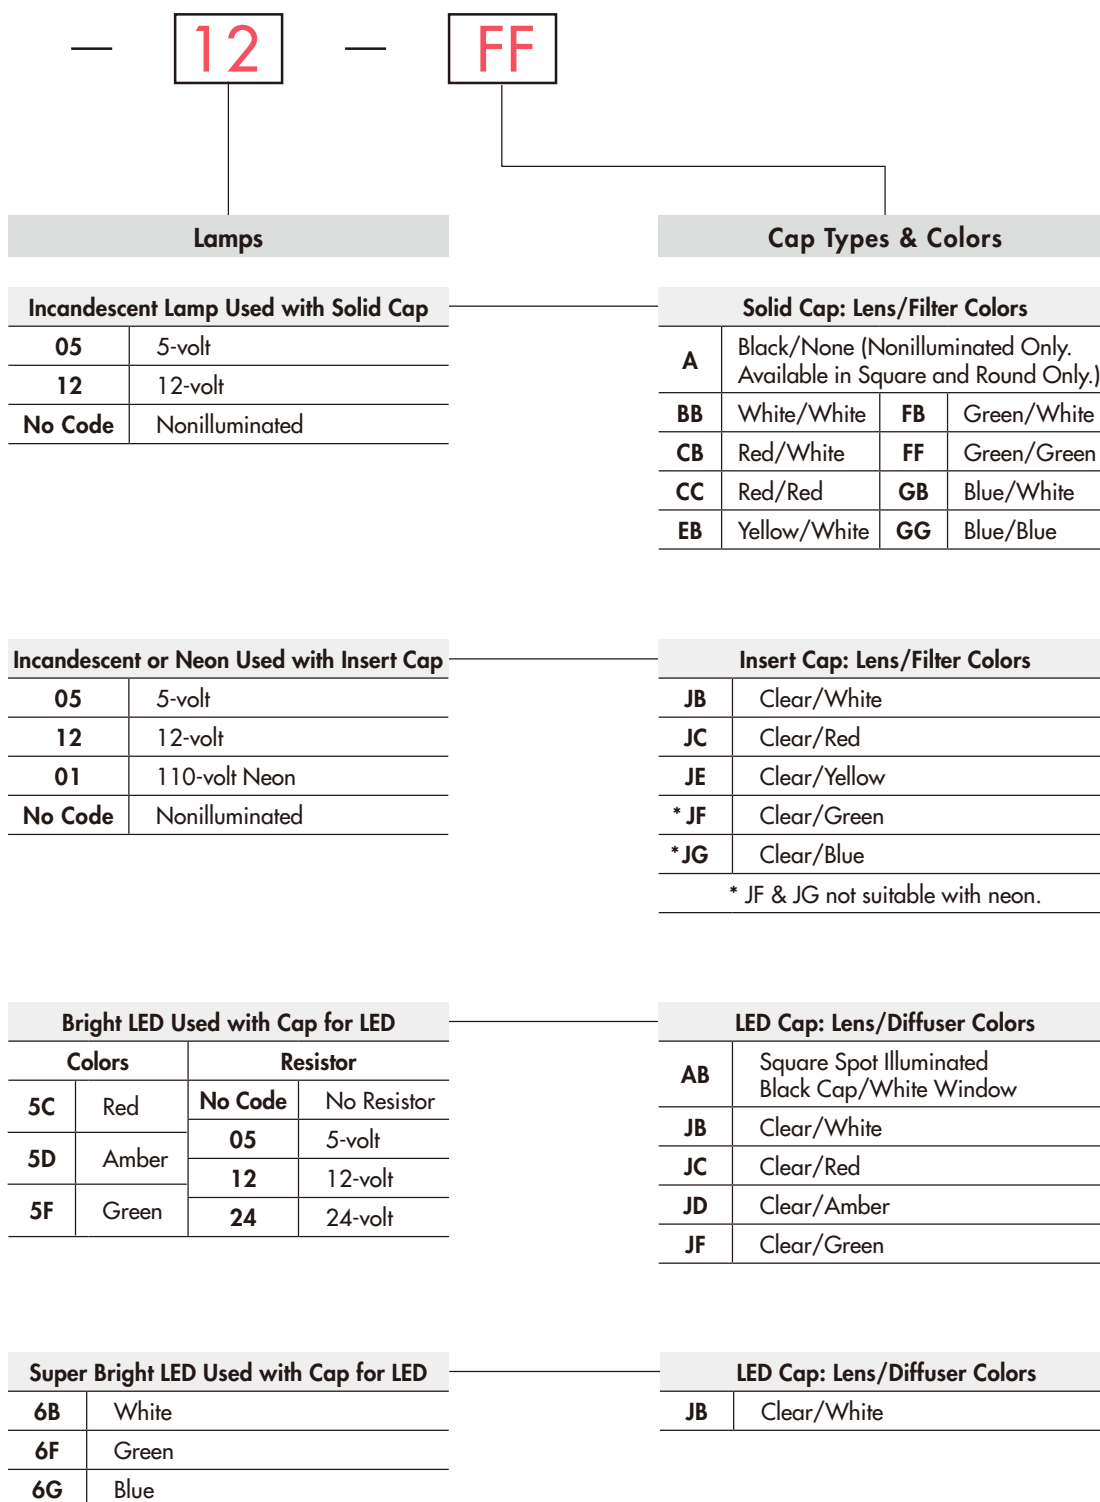 — 12 — FF
Lamps
Cap Types & Colors
Incandescent Lamp Used with Solid Cap
05 5-volt
12 12-volt
No Code Nonilluminated
Solid Cap: Lens/Filter Colors
A Black/None (Nonilluminated Only.
Available in Square and Round Only.)
BB White/White FB Green/White
CB Red/White FF Green/Green
CC Red/Red GB Blue/White
EB Yellow/White GG Blue/Blue
Incandescent or Neon Used with Insert Cap
05 5-volt
12 12-volt
01 110-volt Neon
No Code Nonilluminated
Insert Cap: Lens/Filter Colors
JB Clear/White
JC Clear/Red
JE Clear/Yellow
* JF Clear/Green
* JG Clear/Blue
* JF & JG not suitable with neon.
Bright LED Used with Cap for LED
Colors Resistor
5C Red
5D Amber
5F Green
No Code No Resistor
05 5-volt
12 12-volt
24 24-volt
LED Cap: Lens/Diffuser Colors
AB Square Spot Illuminated
Black Cap/White Window
JB Clear/White
JC Clear/Red
JD Clear/Amber
JF Clear/Green
Super Bright LED Used with Cap for LED
6B White
6F Green
6G Blue
LED Cap: Lens/Diffuser Colors
JB Clear/White